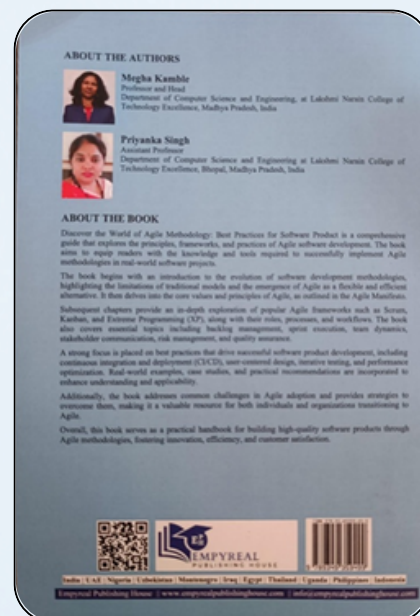 ABOUT THE AUTHORS
Megha Kamble
Professor and Head
Department of Computer Science and Engineering, at Lakshmi Narain College of
Technology Excellence, Madhya Pradesh, India
Priyanka Singh
Assistant Professor
Department of Computer Science and Engineering, at Lakshmi Narain College of
Technology Excellence, Bhopal, Madhya Pradesh, India
ABOUT THE BOOK
Discover the World of Agile Methodology: Best Practices for Software Product is a comprehensive
guide that explores the principles, frameworks, and practices of Agile software development. The book
aims to equip readers with the knowledge and tools required to successfully implement Agile
methodologies in real-world software projects.
The book begins with an introduction to the evolution of software development methodologies,
highlighting the limitations of traditional models and the emergence of Agile as a flexible and efficient
alternative. It then delves into the core values and principles of Agile, as outlined in the Agile Manifesto.
Subsequent chapters provide an in-depth exploration of popular Agile frameworks such as Scrum,
Kanban, and Extreme Programming (XP), along with their roles, processes, and workflows. The book
also covers essential topics including backlog management, sprint execution, team dynamics,
stakeholder communication, risk management, and quality assurance.
A strong focus is placed on best practices that drive successful software product development, including
continuous integration and deployment (CI/CD), user-centered design, iterative testing, and performance
optimization. Real-world examples, case studies, and practical recommendations are incorporated to
enhance understanding and applicability.
Additionally, the book addresses common challenges in Agile adoption and provides strategies to
overcome them, making it a valuable resource for both individuals and organizations transitioning to
Agile.
Overall, this book serves as a practical handbook for building high-quality software products through
Agile methodologies, fostering innovation, efficiency, and customer satisfaction.
EMPYREAL
PUBLISHING HOUSE
India | UAE | Nigeria | Uzbekistan | Montenegro | Iraq | Egypt | Thailand | Uganda | Philippines | Indonesia
Empyreal Publishing House | www.empyrealpublishinghouse.com | info@empyrealpublishinghouse.com